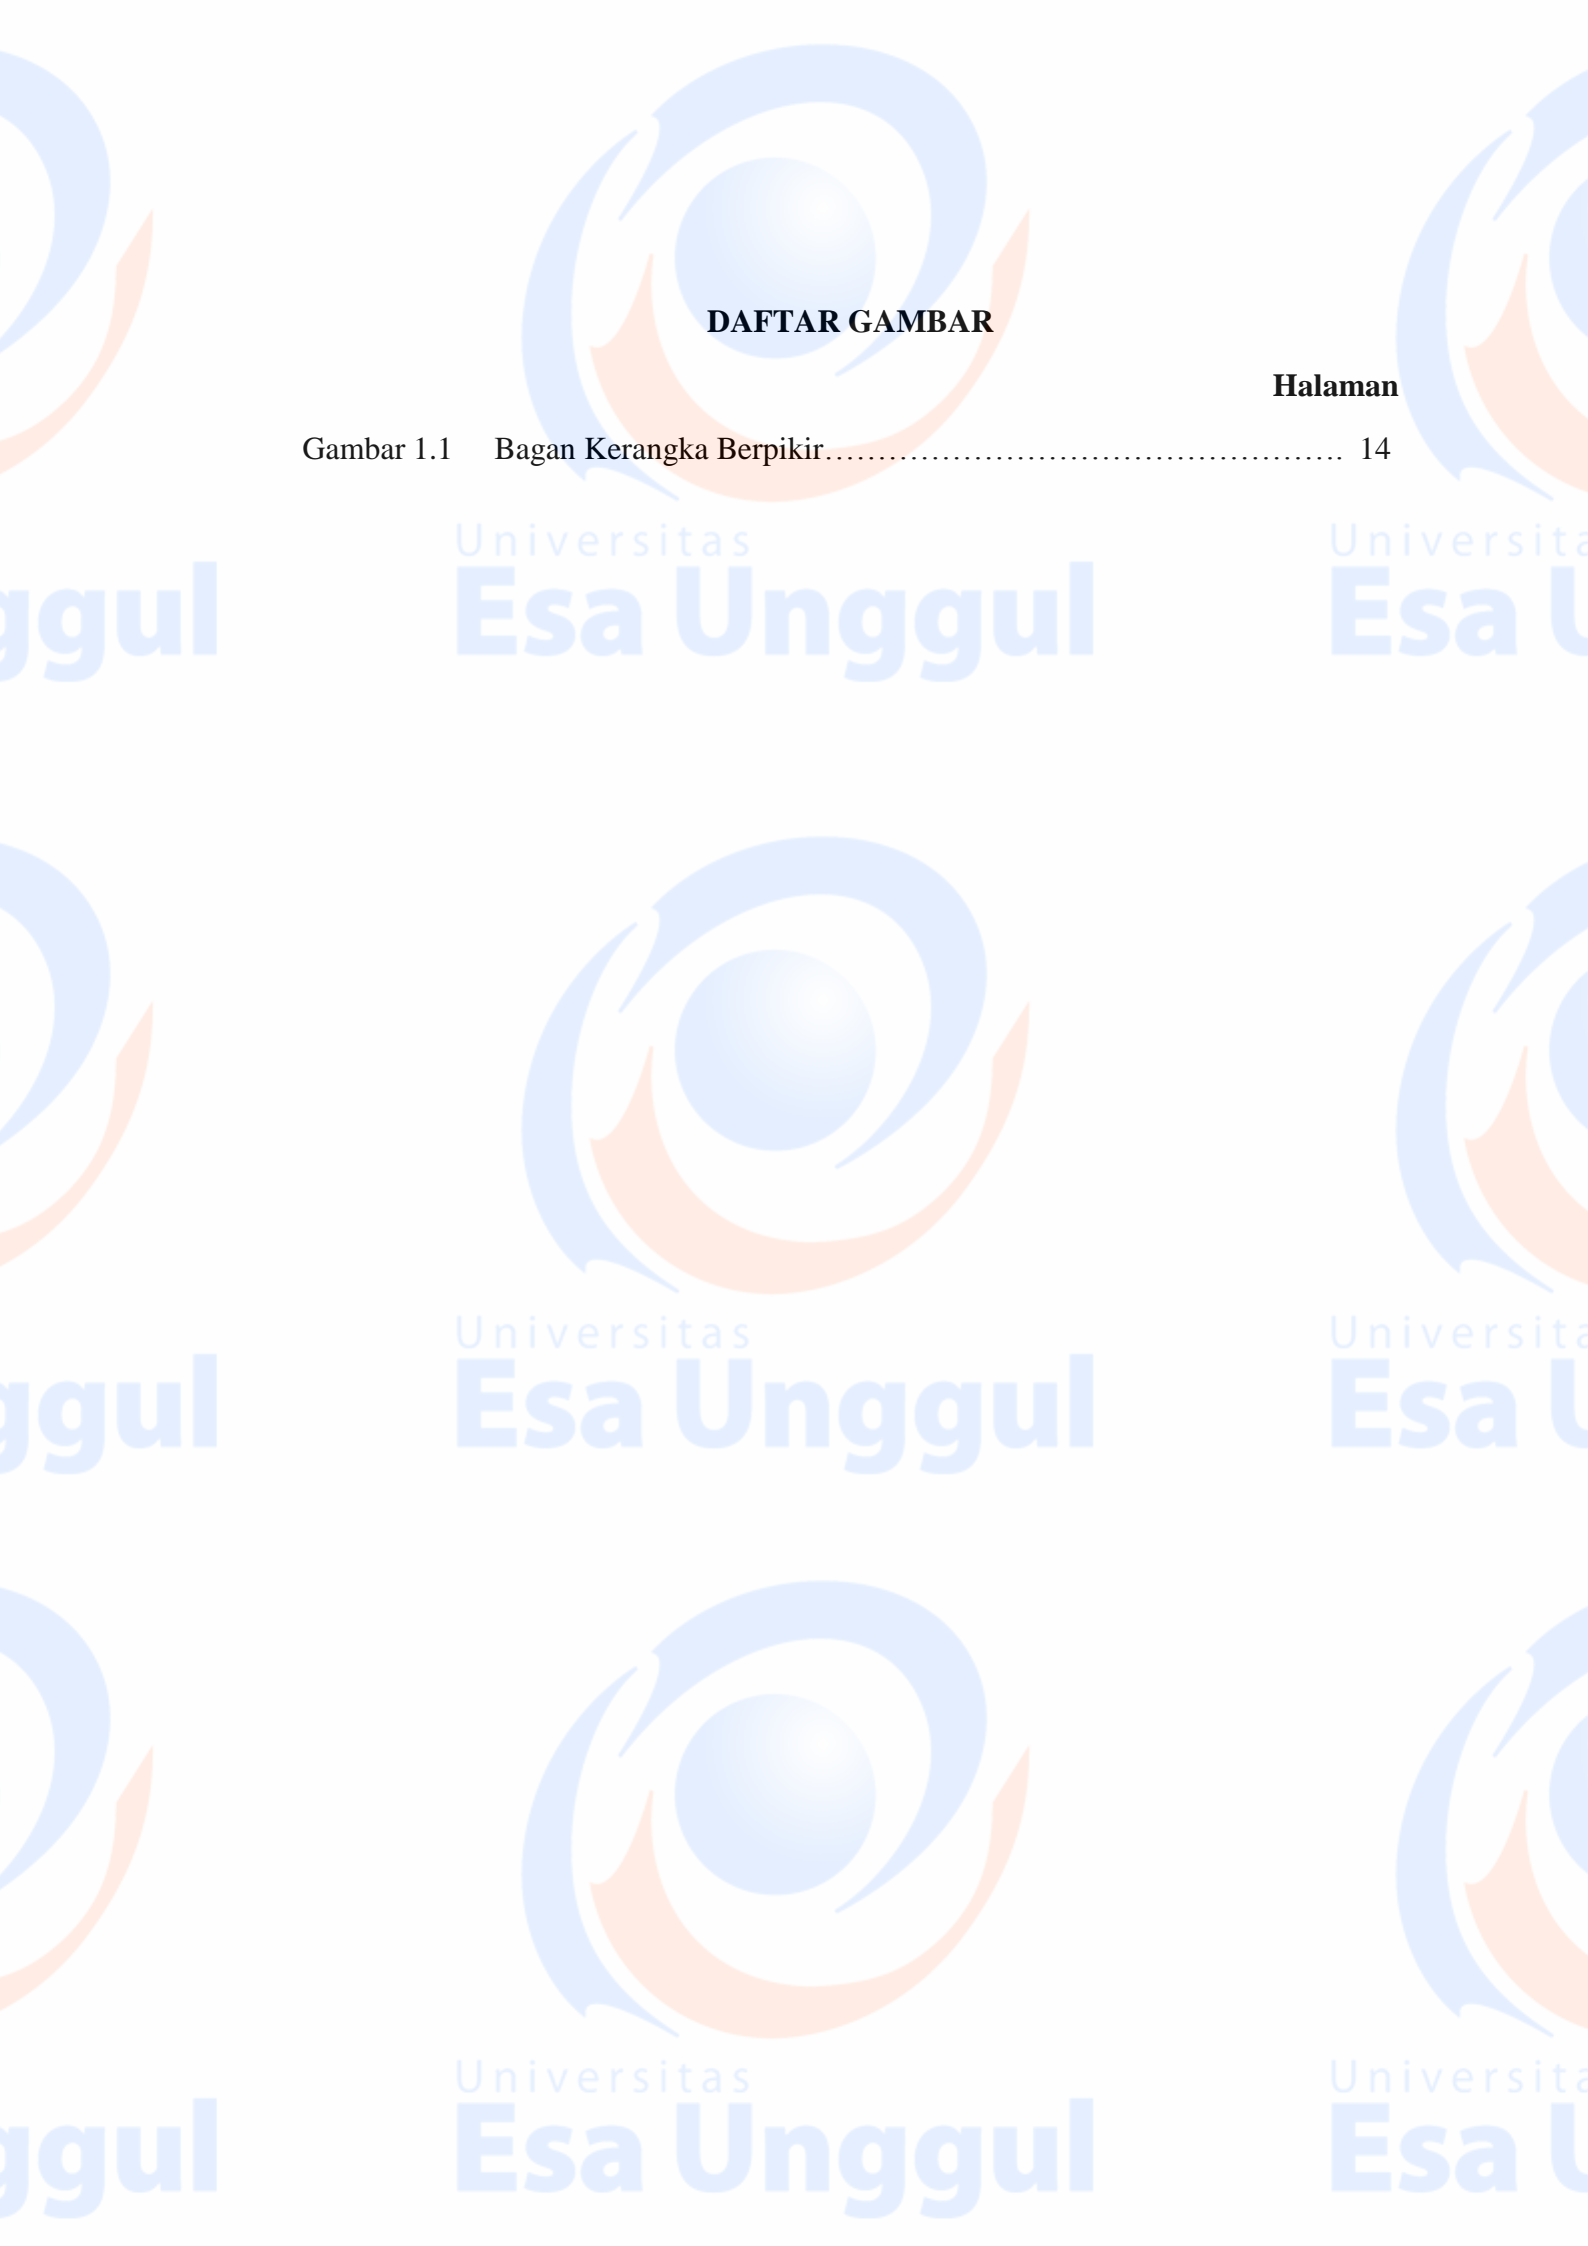 DAFTAR GAMBAR
Halaman
Gambar 1.1 Bagan Kerangka Berpikir…………………………………………. 14
Universitas
Esa Unggul
Universitas
Esa Unggul
Universitas
Esa Unggul